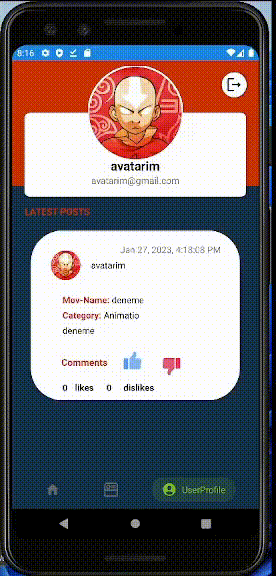 8:16
avatarim
avatarim@gmail.com
LATEST POSTS
Jan 27, 2023, 4:18:08 PM
avatarim
Mov-Name: deneme
Category: Animatio
deneme
Comments
0 likes 0 dislikes
UserProfile